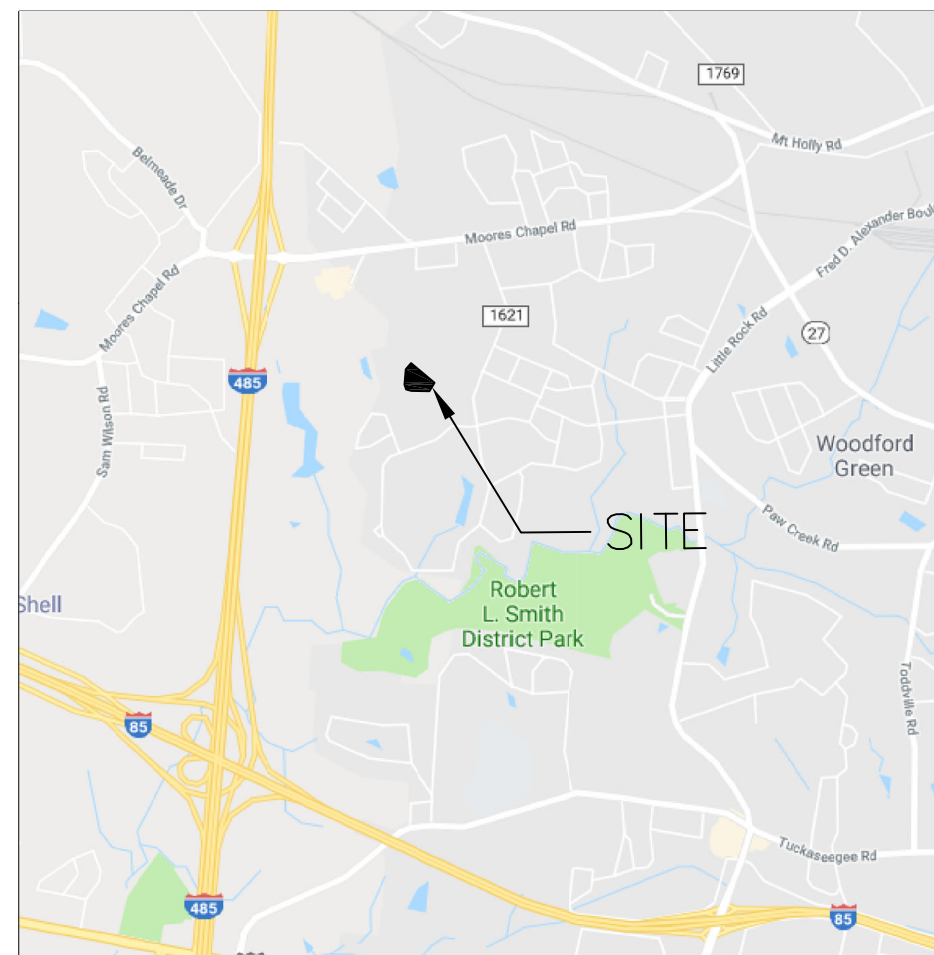 1769
Mt Holly Rd
Belmeade Dr
Moores Chapel Rd
Fred D. Alexander Boul
Moores Chapel Rd
1621
Little Rock Rd
27
485
Sam Wilson Rd
Woodford
Green
SITE
Paw Creek Rd
Shell
Robert
L. Smith
District Park
Toddville Rd
85
Tuckaseegee Rd
485
85